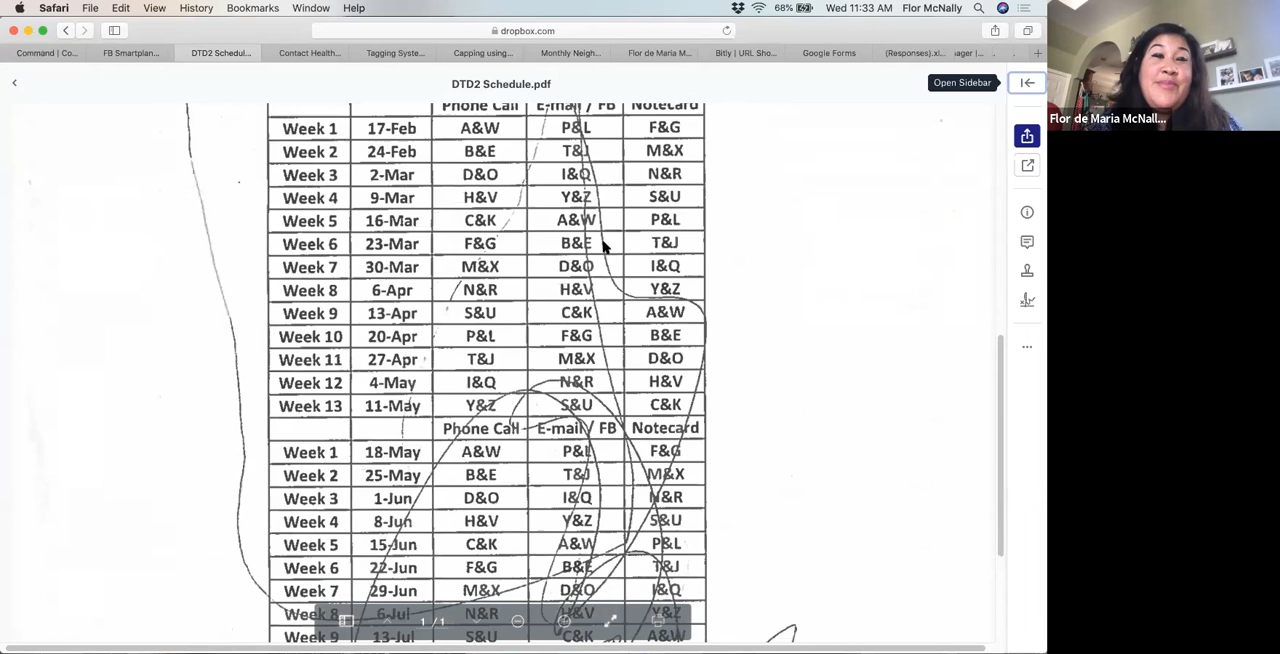 Safari File Edit View History Bookmarks Window Help 68% Wed 11:33 AM Flor McNally
dropbox.com
Command | Co... FB Smartplan... DTD2 Schedul... Contact Health... Tagging Syste... Capping using... Monthly Neigh... Flor de Maria M... Bitly | URL Sho... Google Forms (Responses).xl...
DTD2 Schedule.pdf
Open Sidebar
Flor de Maria McNall...
Phone Call E-mail / FB Notecard
Week 1 17-Feb A&W P&L F&G
Week 2 24-Feb B&E T&J M&X
Week 3 2-Mar D&O I&Q N&R
Week 4 9-Mar H&V Y&Z S&U
Week 5 16-Mar C&K A&W P&L
Week 6 23-Mar F&G B&E T&J
Week 7 30-Mar M&X D&O I&Q
Week 8 6-Apr N&R H&V Y&Z
Week 9 13-Apr S&U C&K A&W
Week 10 20-Apr P&L F&G B&E
Week 11 27-Apr T&J M&X D&O
Week 12 4-May I&Q N&R H&V
Week 13 11-May Y&Z S&U C&K
Phone Call E-mail / FB Notecard
Week 1 18-May A&W P&L F&G
Week 2 25-May B&E T&J M&X
Week 3 1-Jun D&O I&Q N&R
Week 4 8-Jun H&V Y&Z S&U
Week 5 15-Jun C&K A&W P&L
Week 6 22-Jun F&G B&E T&J
Week 7 29-Jun M&X D&O I&Q
Week 8 6-Jul N&R H&V Y&Z
1 / 1
Week 9 13-Jul S&U C&K A&W